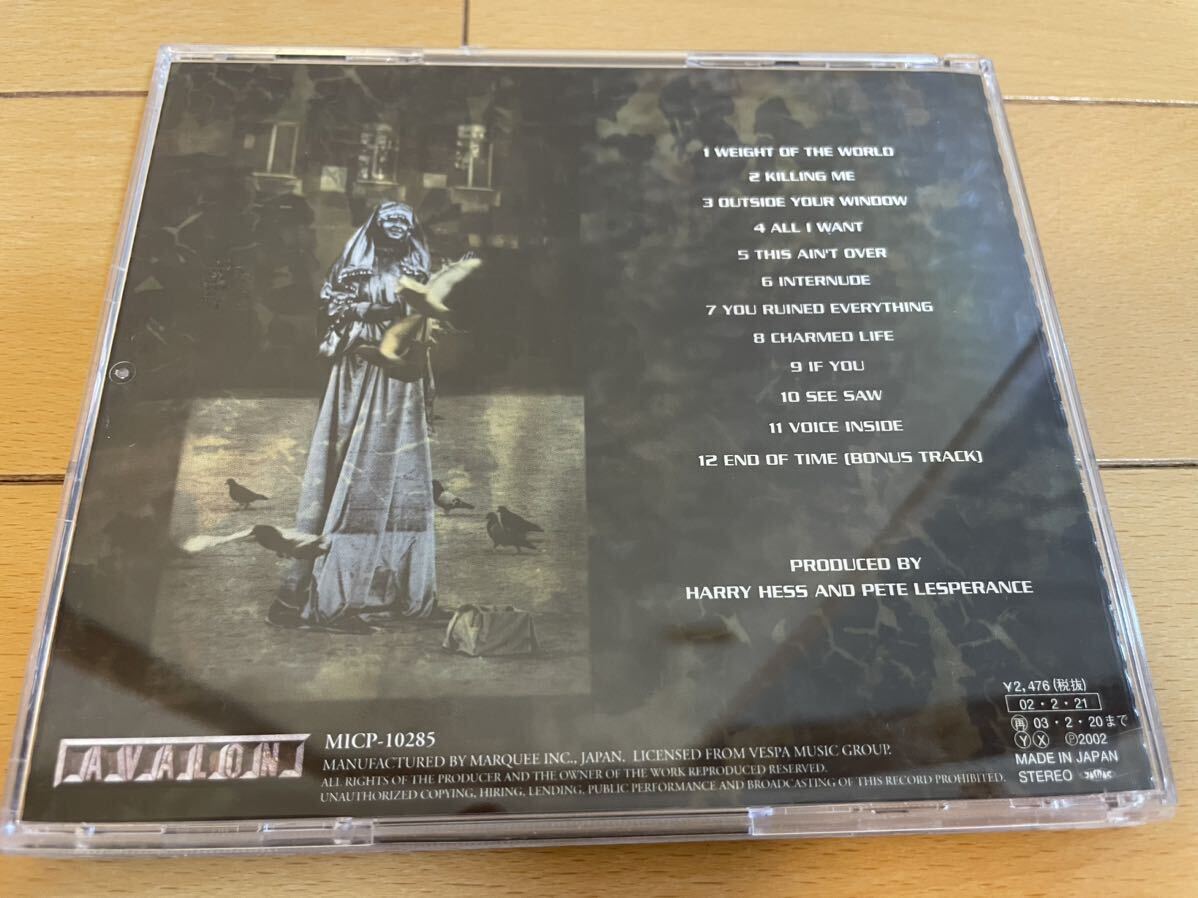 1 WEIGHT OF THE WORLD
2 KILLING ME
3 OUTSIDE YOUR WINDOW
4 ALL I WANT
5 THIS AIN'T OVER
6 INTERNUDE
7 YOU RUINED EVERYTHING
8 CHARMED LIFE
9 IF YOU
10 SEE SAW
11 VOICE INSIDE
12 END OF TIME (BONUS TRACK)
PRODUCED BY
HARRY HESS AND PETE LESPERANCE
¥2,476(税抜)
02・2・21
再 03・2・20まで
Ⓨ Ⓧ Ⓟ2002
MADE IN JAPAN
STEREO
AVALON
MICP-10285
MANUFACTURED BY MARQUEE INC., JAPAN. LICENSED FROM VESPA MUSIC GROUP.
ALL RIGHTS OF THE PRODUCER AND THE OWNER OF THE WORK REPRODUCED RESERVED.
UNAUTHORIZED COPYING, HIRING, LENDING, PUBLIC PERFORMANCE AND BROADCASTING OF THIS RECORD PROHIBITED.